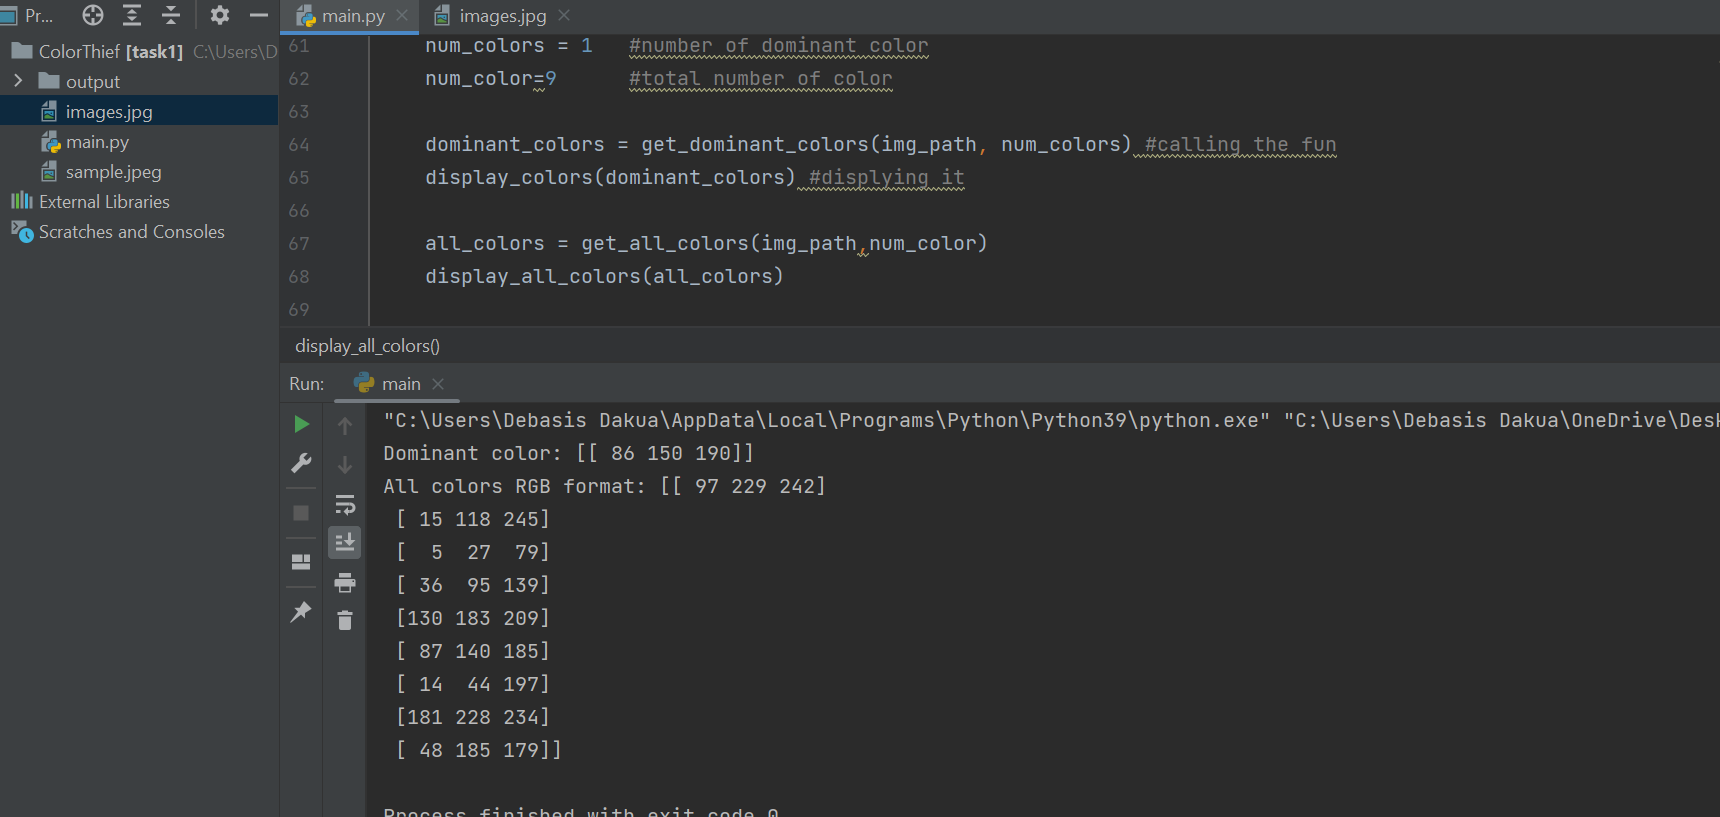 Pr...
main.py
images.jpg
ColorThief [task1] C:\Users\D
output
images.jpg
main.py
sample.jpeg
External Libraries
Scratches and Consoles
61 num_colors = 1 #number of dominant color
62 num_color=9 #total number of color
63
64 dominant_colors = get_dominant_colors(img_path, num_colors) #calling the fun
65 display_colors(dominant_colors) #displying it
66
67 all_colors = get_all_colors(img_path,num_color)
68 display_all_colors(all_colors)
69
display_all_colors()
Run: main
"C:\Users\Debasis Dakua\AppData\Local\Programs\Python\Python39\python.exe" "C:\Users\Debasis Dakua\OneDrive\Desk
Dominant color: [[ 86 150 190]]
All colors RGB format: [[ 97 229 242]
[ 15 118 245]
[ 5 27 79]
[ 36 95 139]
[130 183 209]
[ 87 140 185]
[ 14 44 197]
[181 228 234]
[ 48 185 179]]
Process finished with exit code 0